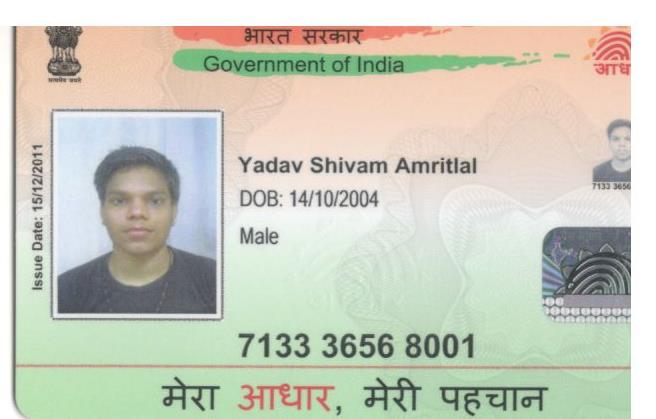 भारत सरकार
Government of India
आधा
सत्यमेव जयते
Issue Date: 15/12/2011
Yadav Shivam Amritlal
DOB: 14/10/2004
Male
7133 3656
7133 3656 8001
मेरा आधार, मेरी पहचान